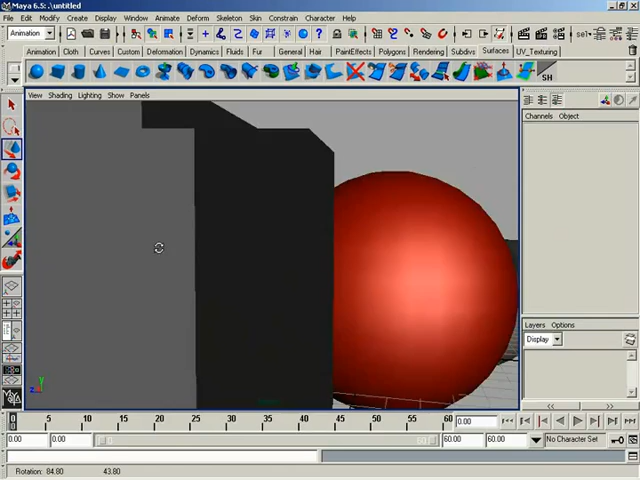 Maya 6.5: .\untitled
File Edit Modify Create Display Window Animate Deform Skeleton Skin Constrain Character Help
Animation sel
Animation Cloth Curves Custom Deformation Dynamics Fluids Fur General Hair PaintEffects Polygons Rendering Subdivs Surfaces UV_Texturing
SH
View Shading Lighting Show Panels
Channels Object
Layers Options
Display
y
z
0 5 10 15 20 25 30 35 40 45 50 55 60 0.00
0.00 0.00 60.00 60.00 No Character Set
Rotation: 84.80 43.80